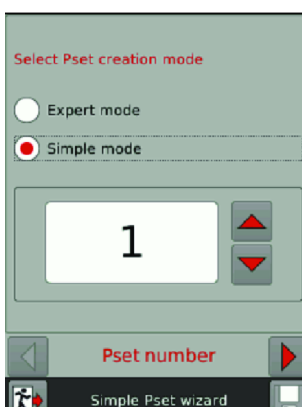 Select Pset creation mode
Expert mode
Simple mode
1
Pset number
Simple Pset wizard